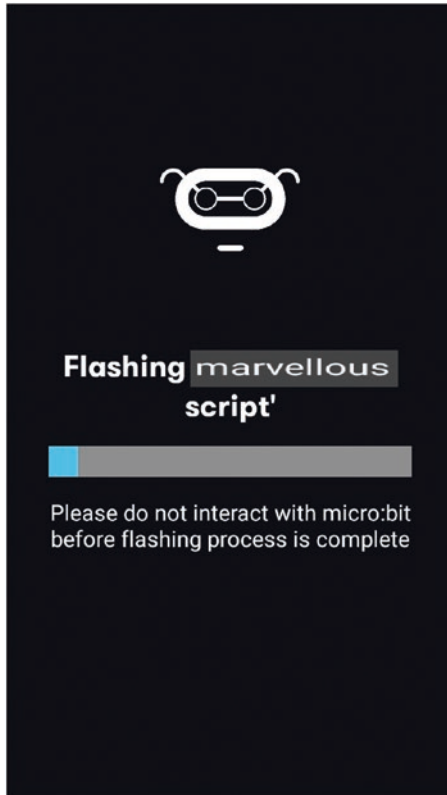 Flashing marvellous
script'
Please do not interact with micro:bit
before flashing process is complete